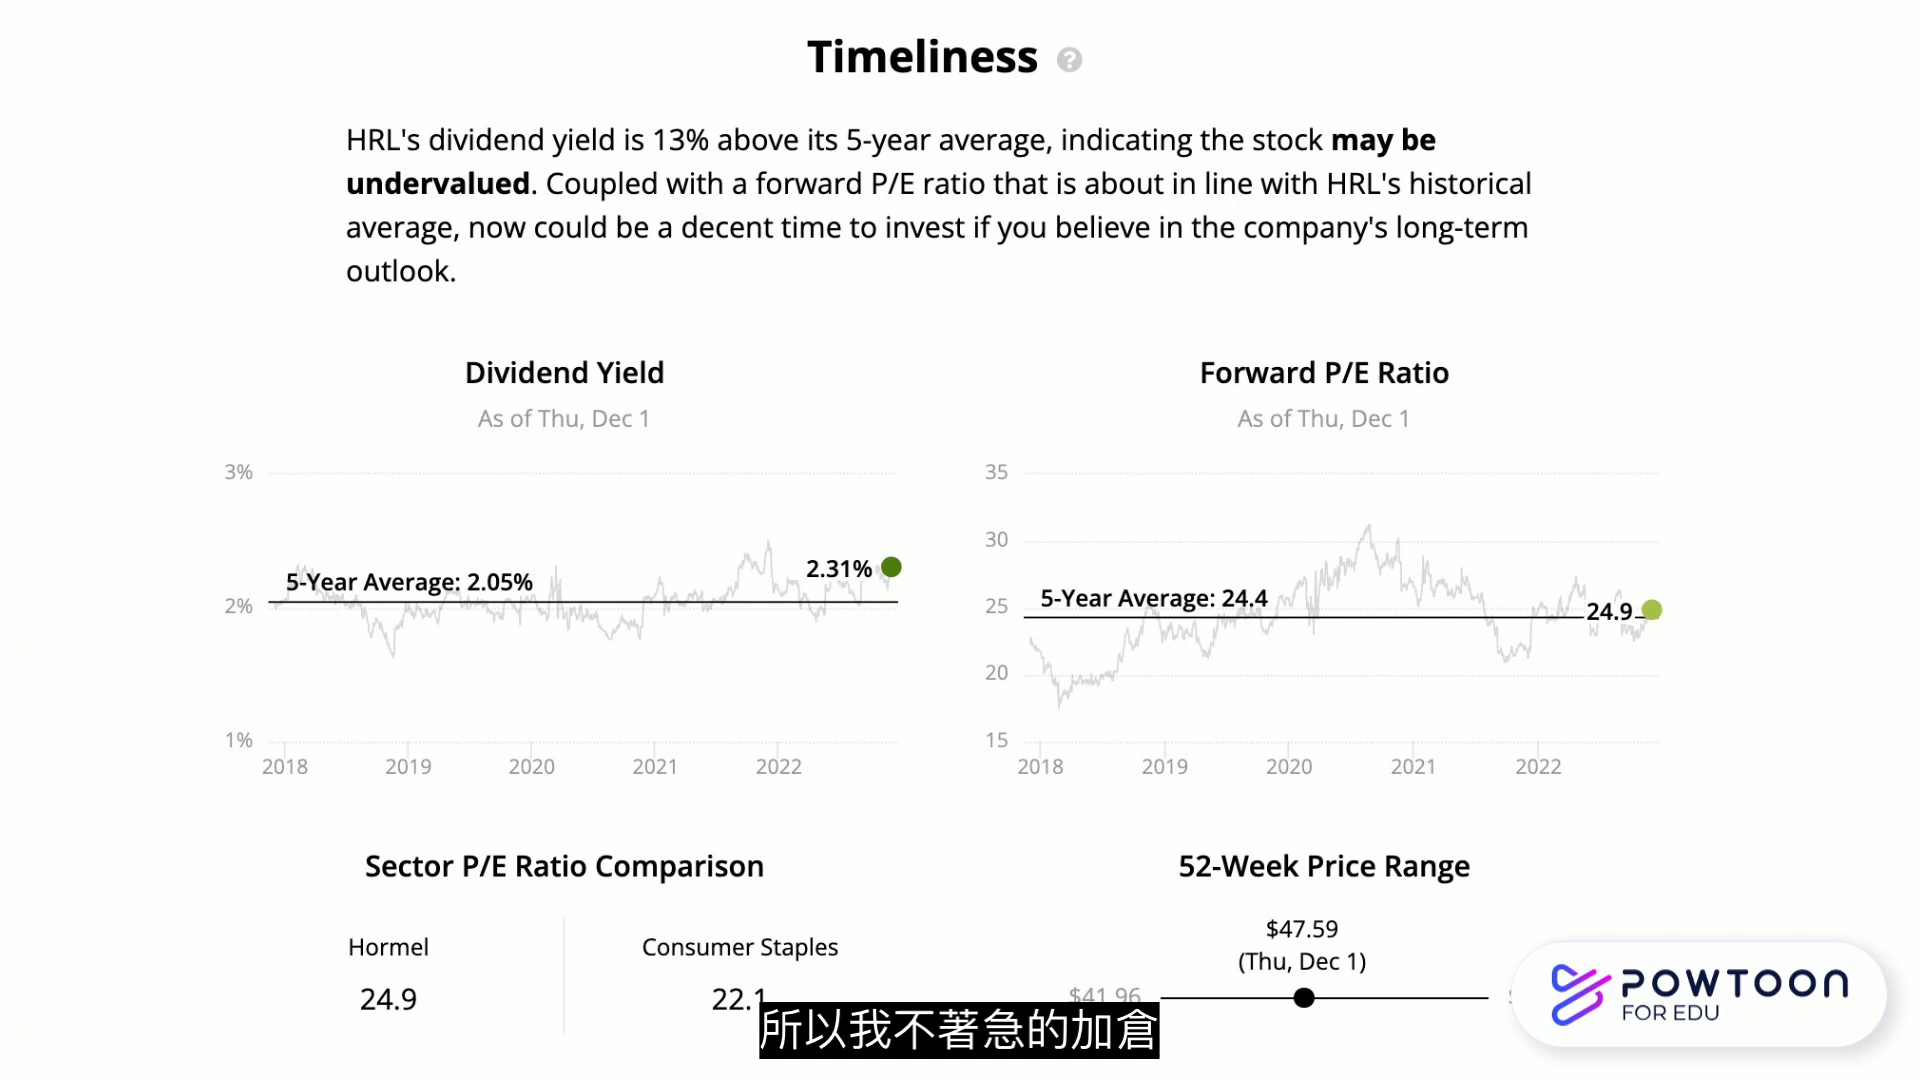 Timeliness ?
HRL's dividend yield is 13% above its 5-year average, indicating the stock may be
undervalued. Coupled with a forward P/E ratio that is about in line with HRL's historical
average, now could be a decent time to invest if you believe in the company's long-term
outlook.
Dividend Yield
As of Thu, Dec 1
3%
2%
1%
5-Year Average: 2.05%
2.31%
2018 2019 2020 2021 2022
Forward P/E Ratio
As of Thu, Dec 1
35
30
25
20
15
5-Year Average: 24.4
24.9
2018 2019 2020 2021 2022
Sector P/E Ratio Comparison
Hormel
24.9
Consumer Staples
22.1
52-Week Price Range
$47.59
(Thu, Dec 1)
$41.96
所以我不著急的加倉
POWTOON
FOR EDU